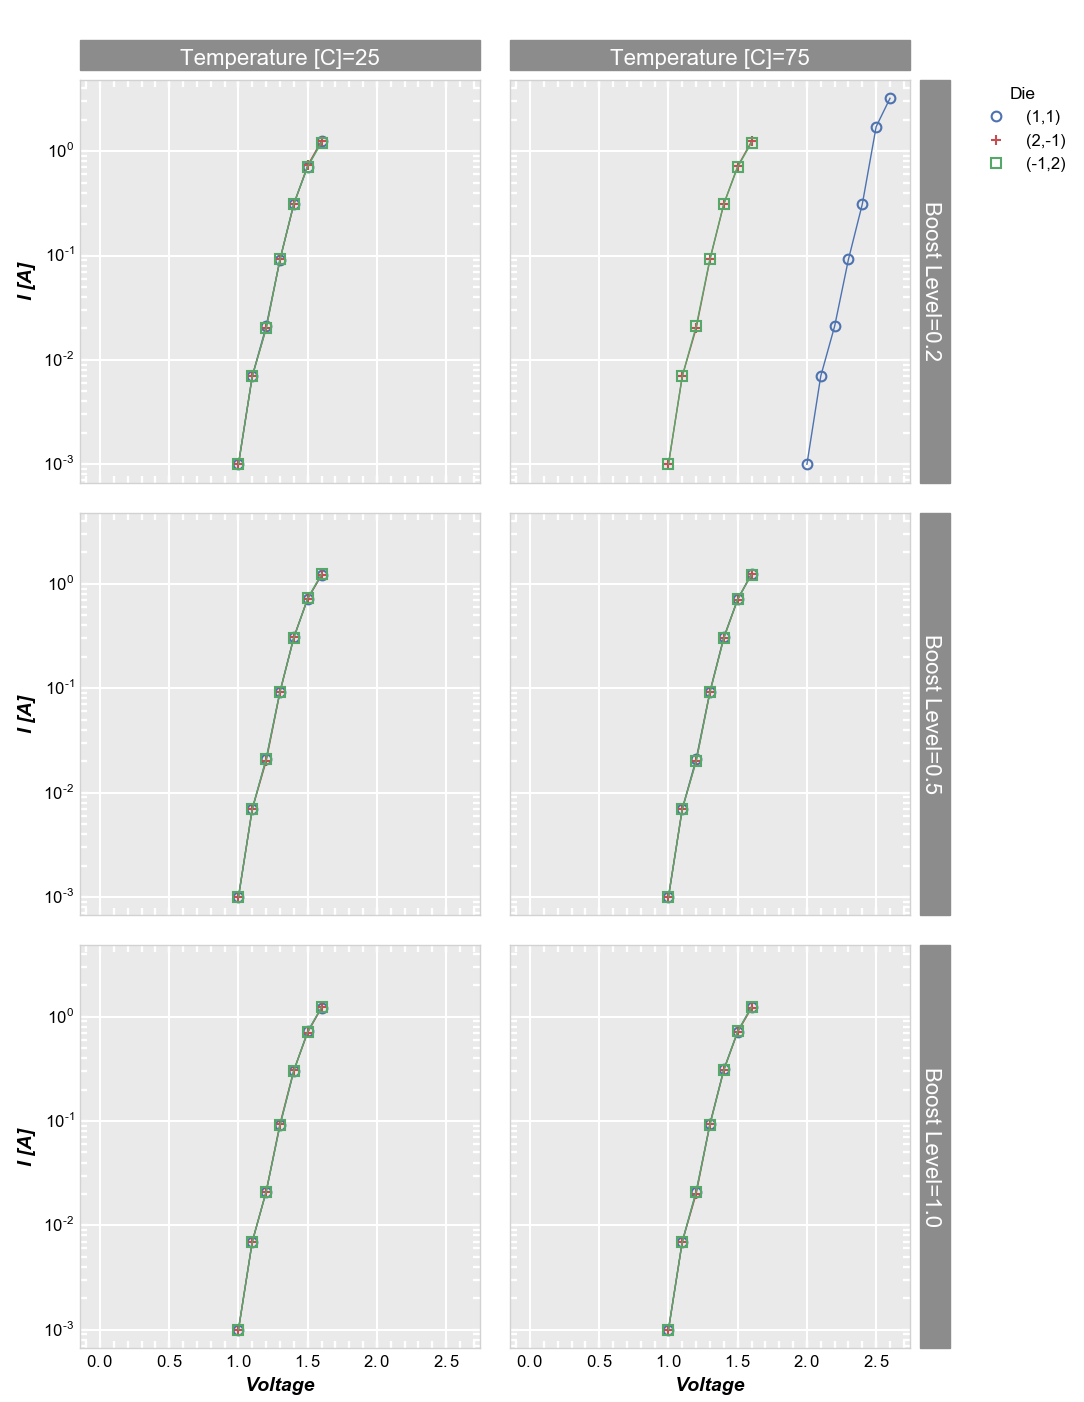 Temperature [C]=25
Temperature [C]=75
Die
(1,1)
(2,-1)
(-1,2)
10^0
10^-1
10^-2
10^-3
I [A]
Boost Level=0.2
10^0
10^-1
10^-2
10^-3
I [A]
Boost Level=0.5
10^0
10^-1
10^-2
10^-3
I [A]
Boost Level=1.0
0.0 0.5 1.0 1.5 2.0 2.5
0.0 0.5 1.0 1.5 2.0 2.5
Voltage
Voltage